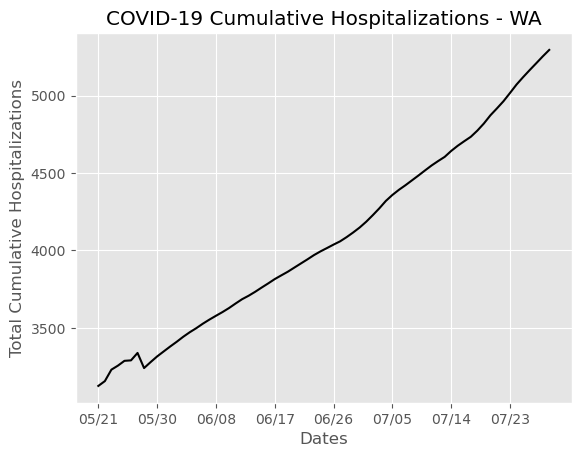 COVID-19 Cumulative Hospitalizations - WA
Total Cumulative Hospitalizations
5000
4500
4000
3500
05/21 05/30 06/08 06/17 06/26 07/05 07/14 07/23
Dates